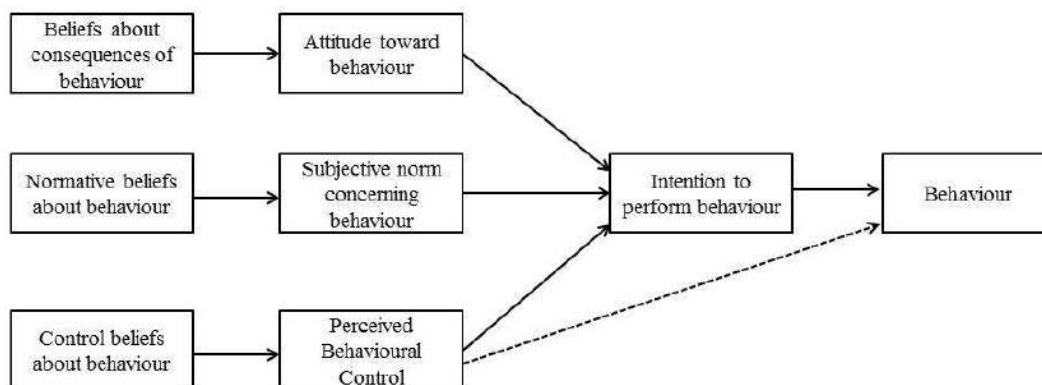 Beliefs about
consequences of
behaviour
Attitude toward
behaviour
Normative beliefs
about behaviour
Subjective norm
concerning
behaviour
Intention to
perform behaviour
Behaviour
Control beliefs
about behaviour
Perceived
Behavioural
Control